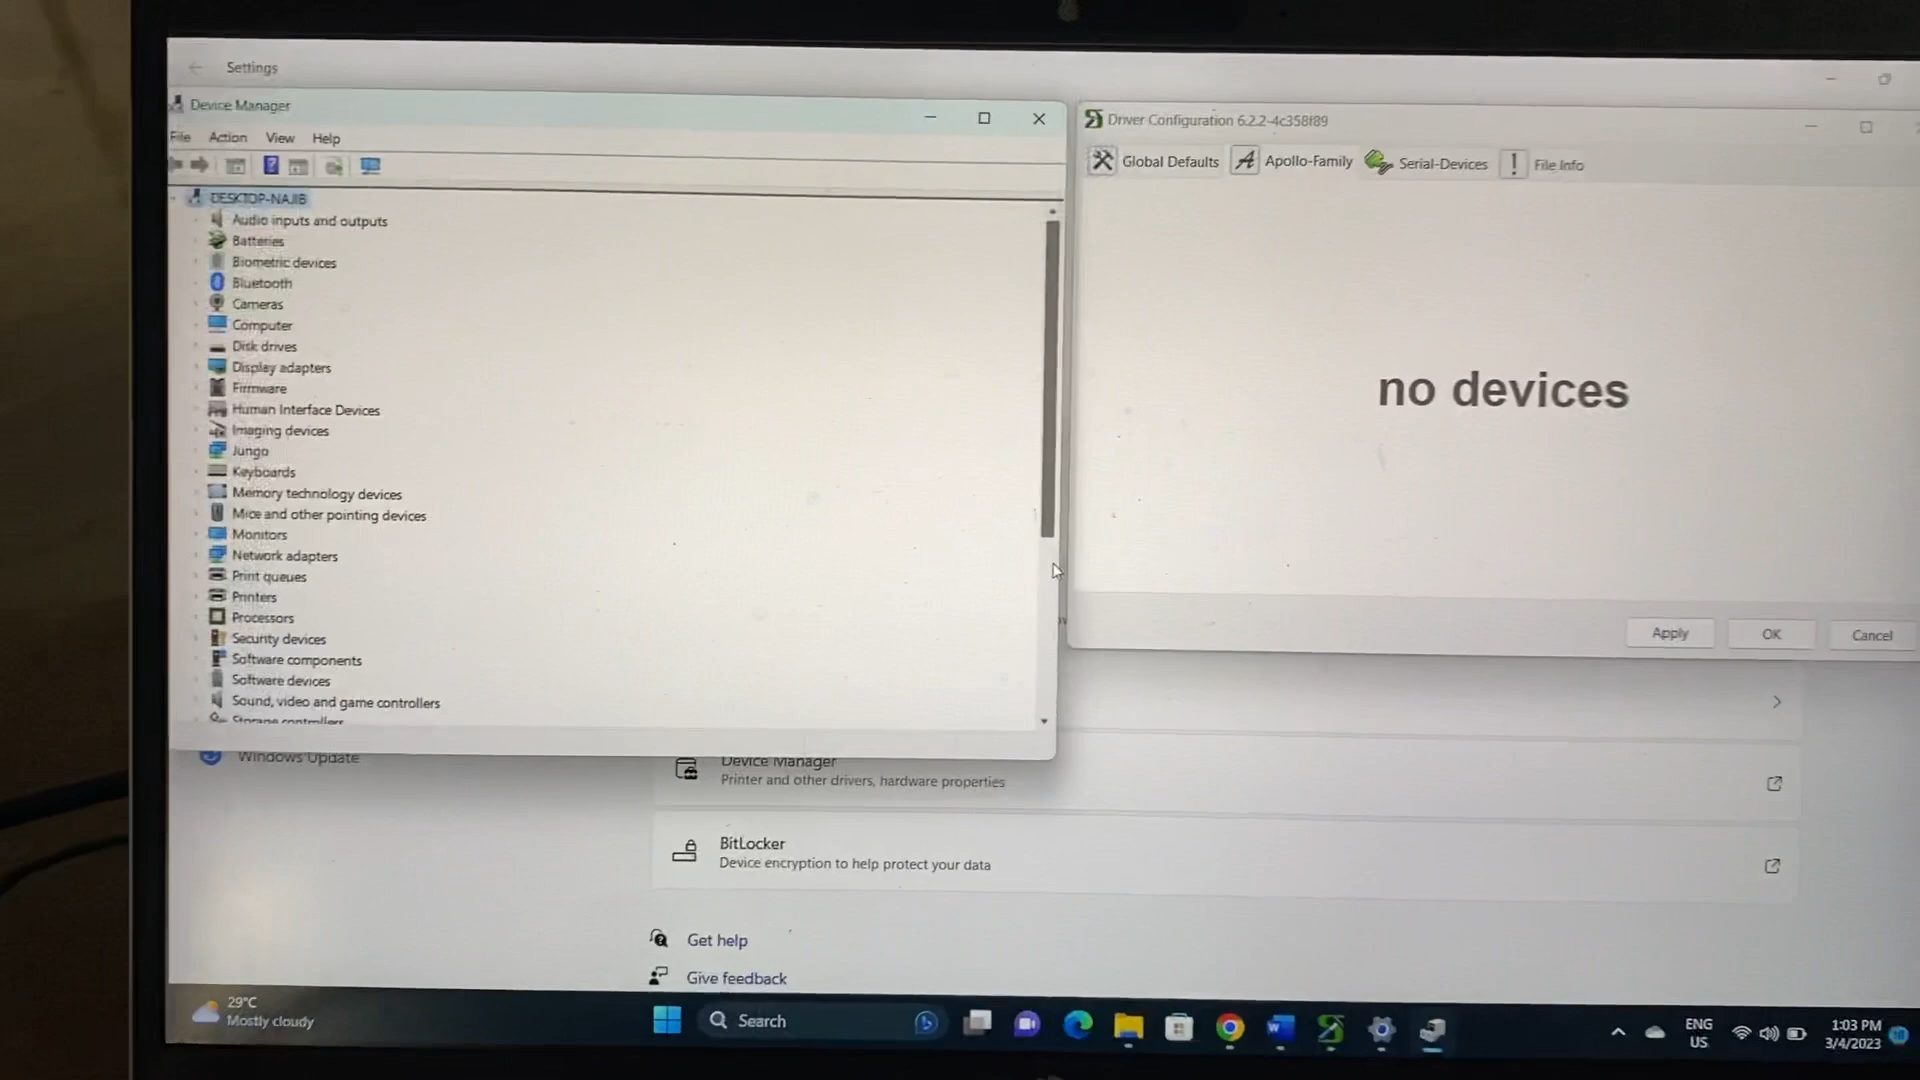 Settings
Device Manager
File Action View Help
DESKTOP-NAJIB
Audio inputs and outputs
Batteries
Biometric devices
Bluetooth
Cameras
Computer
Disk drives
Display adapters
Firmware
Human Interface Devices
Imaging devices
Jungo
Keyboards
Memory technology devices
Mice and other pointing devices
Monitors
Network adapters
Print queues
Printers
Processors
Security devices
Software components
Software devices
Sound, video and game controllers
Storage controllers
Driver Configuration 6.2.2-4c358f89
Global Defaults Apollo-Family Serial-Devices File Info
no devices
Apply OK Cancel
Windows Update
Device Manager
Printer and other drivers, hardware properties
BitLocker
Device encryption to help protect your data
Get help
Give feedback
29°C
Mostly cloudy
Search
ENG
US
1:03 PM
3/4/2023